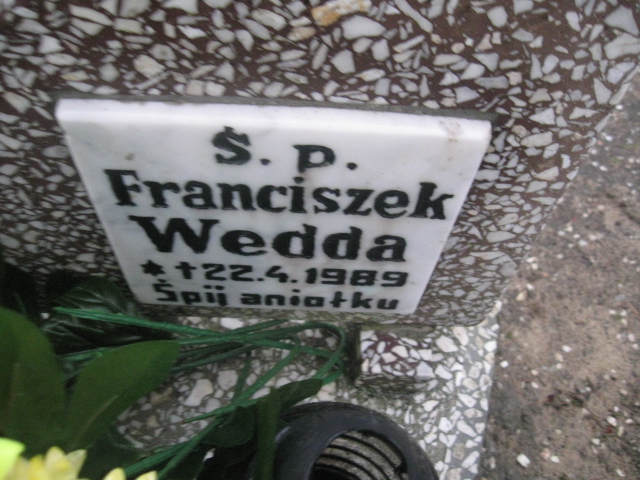 Ś. p.
Franciszek
Wedda
* † 22.4.1989
Śpij aniołku